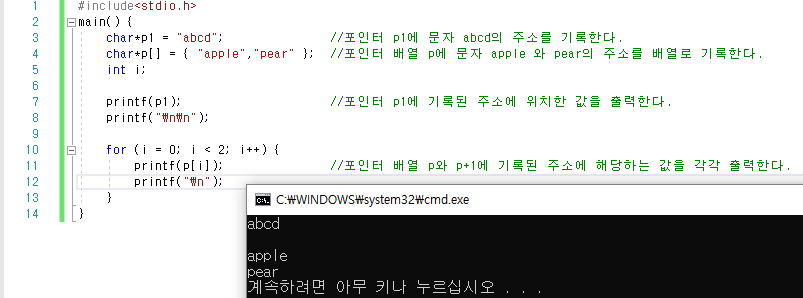 1 #include<stdio.h>
2 main() {
3 char*p1 = "abcd"; //포인터 p1에 문자 abcd의 주소를 기록한다.
4 char*p[] = { "apple","pear" }; //포인터 배열 p에 문자 apple 와 pear의 주소를 배열로 기록한다.
5 int i;
6
7 printf(p1); //포인터 p1에 기록된 주소에 위치한 값을 출력한다.
8 printf("₩n₩n");
9
10 for (i = 0; i < 2; i++) {
11 printf(p[i]); //포인터 배열 p와 p+1에 기록된 주소에 해당하는 값을 각각 출력한다.
12 printf("₩n");
13 }
14 }
C:₩WINDOWS₩system32₩cmd.exe
abcd
apple
pear
계속하려면 아무 키나 누르십시오 . . .